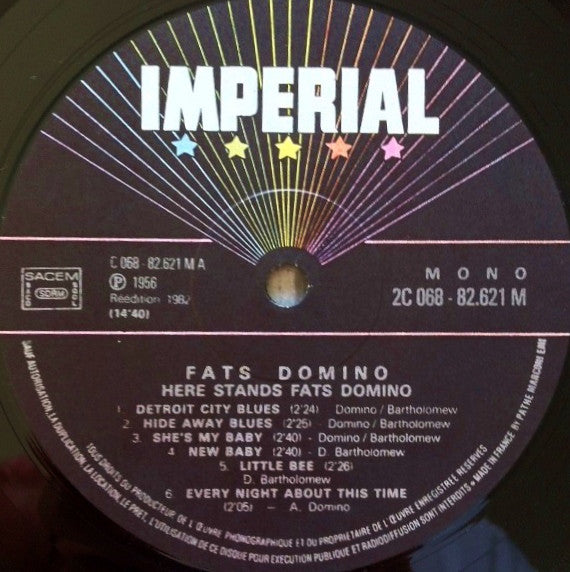 IMPERIAL
C 068 - 82.621 M A
Ⓟ 1956
Reedition 1982
(14'40)
SACEM
SDRM
SACD
SGDL
MONO
2C 068 - 82.621 M
FATS DOMINO
HERE STANDS FATS DOMINO
1 DETROIT CITY BLUES (2'24) Domino / Bartholomew
2 HIDE AWAY BLUES (2'25) - Domino / Bartholomew
3 SHE'S MY BABY (2'40) - Domino / Bartholomew
4 NEW BABY (2'40) - D. Bartholomew
5. LITTLE BEE (2'26)
D. Bartholomew
6 EVERY NIGHT ABOUT THIS TIME
(2'05) - A. Domino
TOUS DROITS DU PRODUCTEUR DE L'ŒUVRE PHONOGRAPHIQUE ET DU PROPRIETAIRE DE L'ŒUVRE ENREGISTREE RESERVES • MADE IN FRANCE BY PATHE MARCONI EMI
SAUF AUTORISATION, LA DUPLICATION, LA LOCATION, LE PRET, L'UTILISATION DE CE DISQUE POUR EXECUTION PUBLIQUE ET RADIODIFFUSION SONT INTERDITS •